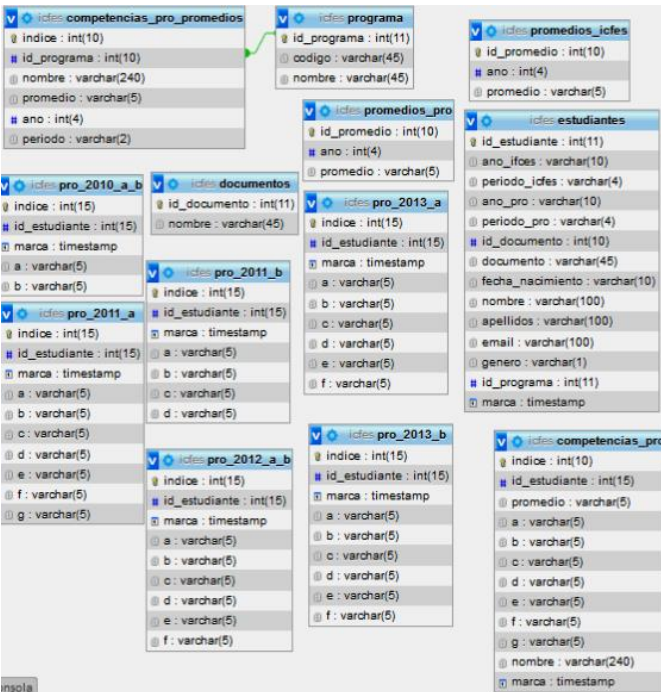 icfes competencias_pro_promedios
indice : int(10)
id_programa : int(10)
nombre : varchar(240)
promedio : varchar(5)
ano : int(4)
periodo : varchar(2)
icfes programa
id_programa : int(11)
codigo : varchar(45)
nombre : varchar(45)
icfes promedios_icfes
id_promedio : int(10)
ano : int(4)
promedio : varchar(5)
icfes promedios_pro
id_promedio : int(10)
ano : int(4)
promedio : varchar(5)
icfes estudiantes
id_estudiante : int(11)
ano_ifces : varchar(10)
periodo_icfes : varchar(4)
ano_pro : varchar(10)
periodo_pro : varchar(4)
id_documento : int(10)
documento : varchar(45)
fecha_nacimiento : varchar(10)
nombre : varchar(100)
apellidos : varchar(100)
email : varchar(100)
genero : varchar(1)
id_programa : int(11)
marca : timestamp
icfes pro_2010_a_b
indice : int(15)
id_estudiante : int(15)
marca : timestamp
a : varchar(5)
b : varchar(5)
icfes documentos
id_documento : int(11)
nombre : varchar(45)
icfes pro_2013_a
indice : int(15)
id_estudiante : int(15)
marca : timestamp
a : varchar(5)
b : varchar(5)
c : varchar(5)
d : varchar(5)
e : varchar(5)
f : varchar(5)
icfes pro_2011_b
indice : int(15)
id_estudiante : int(15)
marca : timestamp
a : varchar(5)
b : varchar(5)
c : varchar(5)
d : varchar(5)
icfes pro_2011_a
indice : int(15)
id_estudiante : int(15)
marca : timestamp
a : varchar(5)
b : varchar(5)
c : varchar(5)
d : varchar(5)
e : varchar(5)
f : varchar(5)
g : varchar(5)
icfes pro_2012_a_b
indice : int(15)
id_estudiante : int(15)
marca : timestamp
a : varchar(5)
b : varchar(5)
c : varchar(5)
d : varchar(5)
e : varchar(5)
f : varchar(5)
icfes pro_2013_b
indice : int(15)
id_estudiante : int(15)
marca : timestamp
a : varchar(5)
b : varchar(5)
c : varchar(5)
d : varchar(5)
e : varchar(5)
f : varchar(5)
icfes competencias_pro
indice : int(10)
id_estudiante : int(15)
promedio : varchar(5)
a : varchar(5)
b : varchar(5)
c : varchar(5)
d : varchar(5)
e : varchar(5)
f : varchar(5)
g : varchar(5)
nombre : varchar(240)
marca : timestamp
onsola